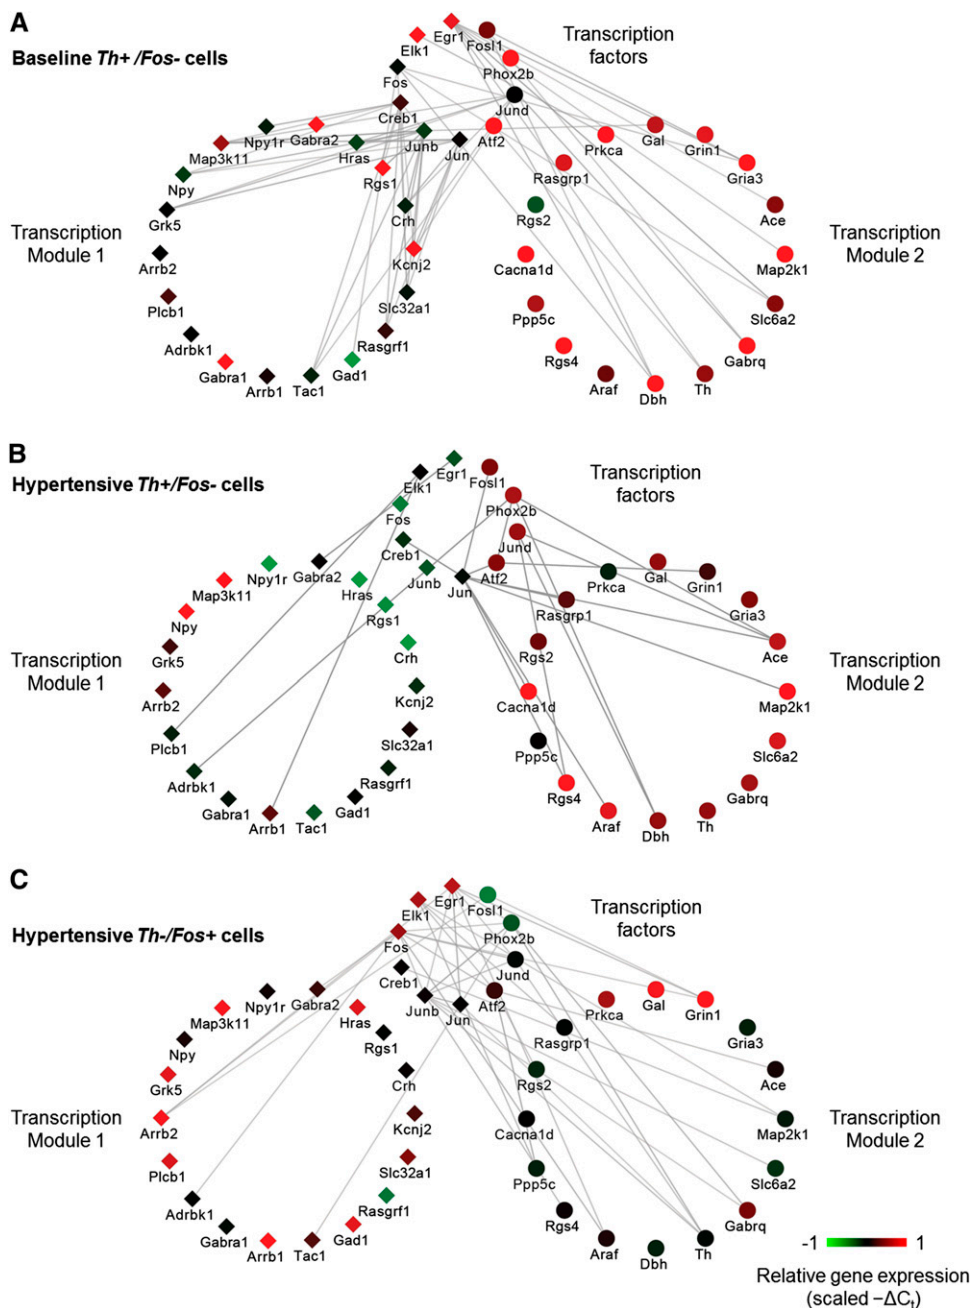 A
Baseline Th+ /Fos- cells
Transcription
factors
Egr1
Fosl1
Elk1
Phox2b
Fos
Jund
Creb1
Junb
Jun
Atf2
Npy1r
Gabra2
Map3k11
Hras
Rgs1
Npy
Grk5
Crh
Transcription
Module 1
Arrb2
Kcnj2
Plcb1
Slc32a1
Adrbk1
Rasgrf1
Gabra1
Arrb1
Tac1
Gad1
Prkca
Gal
Grin1
Rasgrp1
Gria3
Rgs2
Ace
Transcription
Module 2
Cacna1d
Map2k1
Ppp5c
Slc6a2
Rgs4
Gabrq
Araf
Dbh
Th
B
Hypertensive Th+/Fos- cells
Transcription
factors
Egr1
Elk1
Fosl1
Fos
Phox2b
Jund
Creb1
Junb
Jun
Atf2
Npy1r
Gabra2
Map3k11
Hras
Npy
Rgs1
Grk5
Crh
Transcription
Module 1
Arrb2
Kcnj2
Plcb1
Slc32a1
Adrbk1
Rasgrf1
Gabra1
Arrb1
Tac1
Gad1
Prkca
Gal
Grin1
Rasgrp1
Gria3
Rgs2
Ace
Transcription
Module 2
Cacna1d
Map2k1
Ppp5c
Slc6a2
Rgs4
Gabrq
Araf
Dbh
Th
C
Hypertensive Th-/Fos+ cells
Transcription
factors
Egr1
Elk1
Fosl1
Fos
Phox2b
Jund
Creb1
Junb
Jun
Atf2
Npy1r
Gabra2
Map3k11
Hras
Npy
Rgs1
Grk5
Crh
Transcription
Module 1
Arrb2
Kcnj2
Plcb1
Slc32a1
Adrbk1
Rasgrf1
Gabra1
Arrb1
Tac1
Gad1
Prkca
Gal
Grin1
Rasgrp1
Gria3
Rgs2
Ace
Transcription
Module 2
Cacna1d
Map2k1
Ppp5c
Slc6a2
Rgs4
Gabrq
Araf
Dbh
Th
-1 1
Relative gene expression
(scaled –ΔCt)